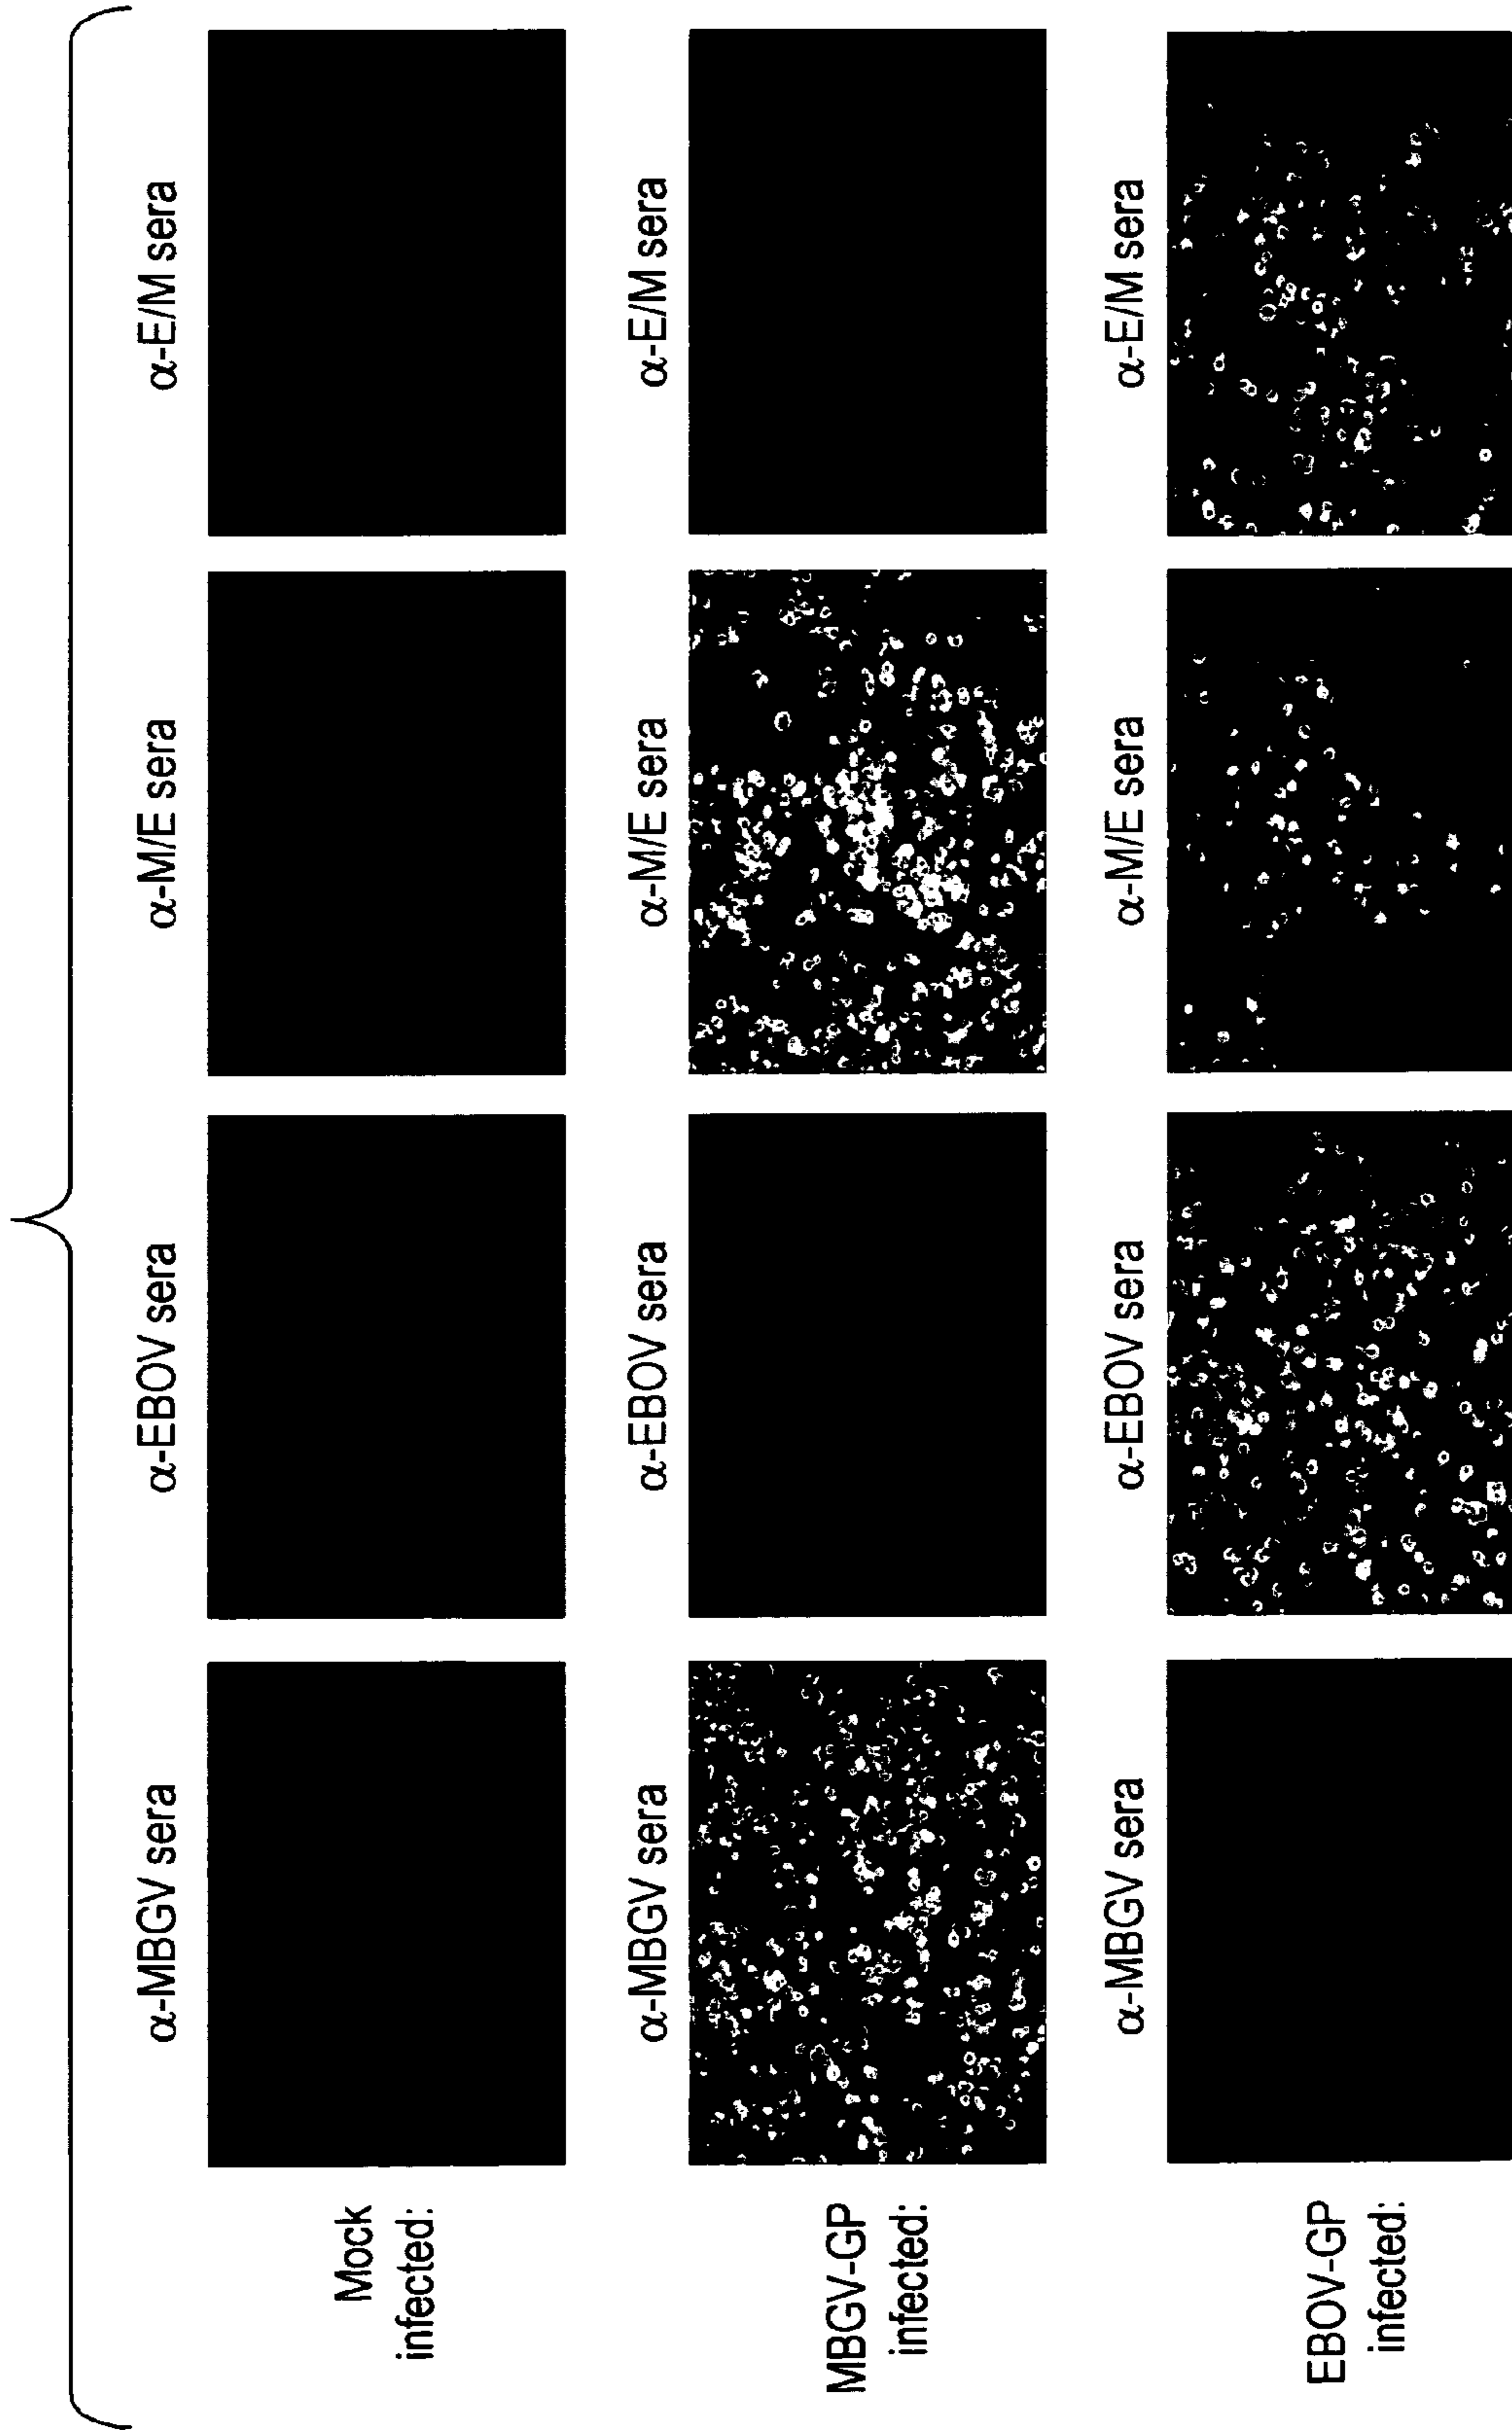 α-MBGV sera
α-EBOV sera
α-M/E sera
α-E/M sera
Mock
infected:
α-MBGV sera
α-EBOV sera
α-M/E sera
α-E/M sera
MBGV-GP
infected:
α-MBGV sera
α-EBOV sera
α-M/E sera
α-E/M sera
EBOV-GP
infected: